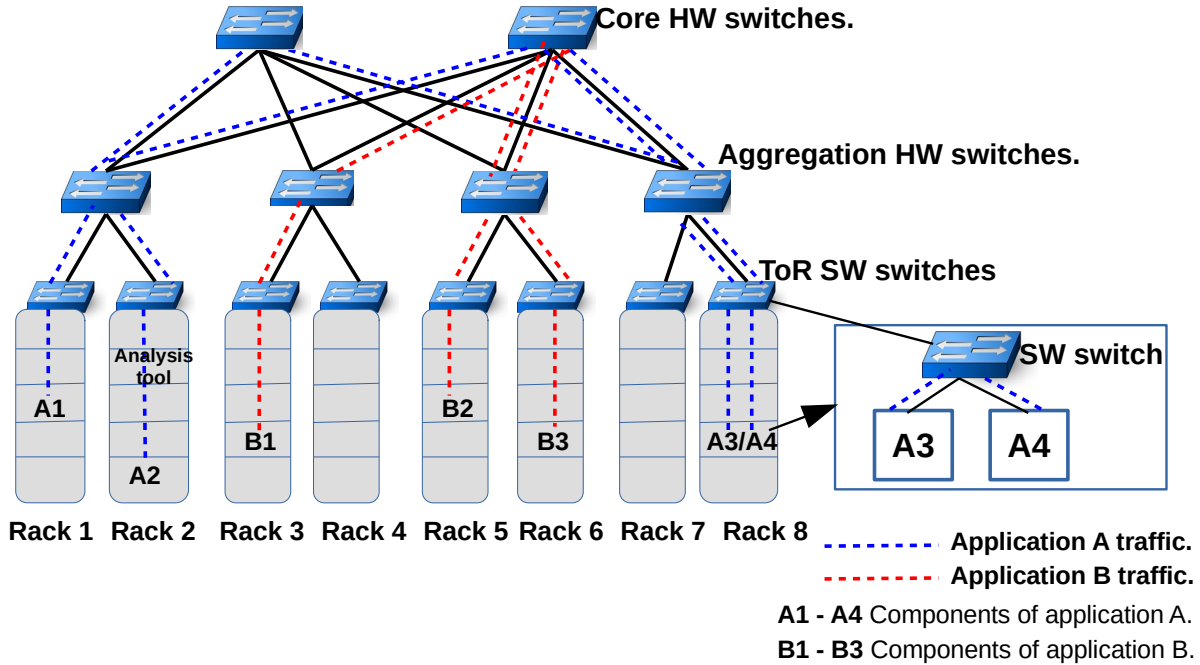 Core HW switches.
Aggregation HW switches.
ToR SW switches
SW switch
Analysis
tool
A1
A2
B1
B2
B3
A3/A4
A3
A4
Rack 1
Rack 2
Rack 3
Rack 4
Rack 5
Rack 6
Rack 7
Rack 8
Application A traffic.
Application B traffic.
A1 - A4 Components of application A.
B1 - B3 Components of application B.